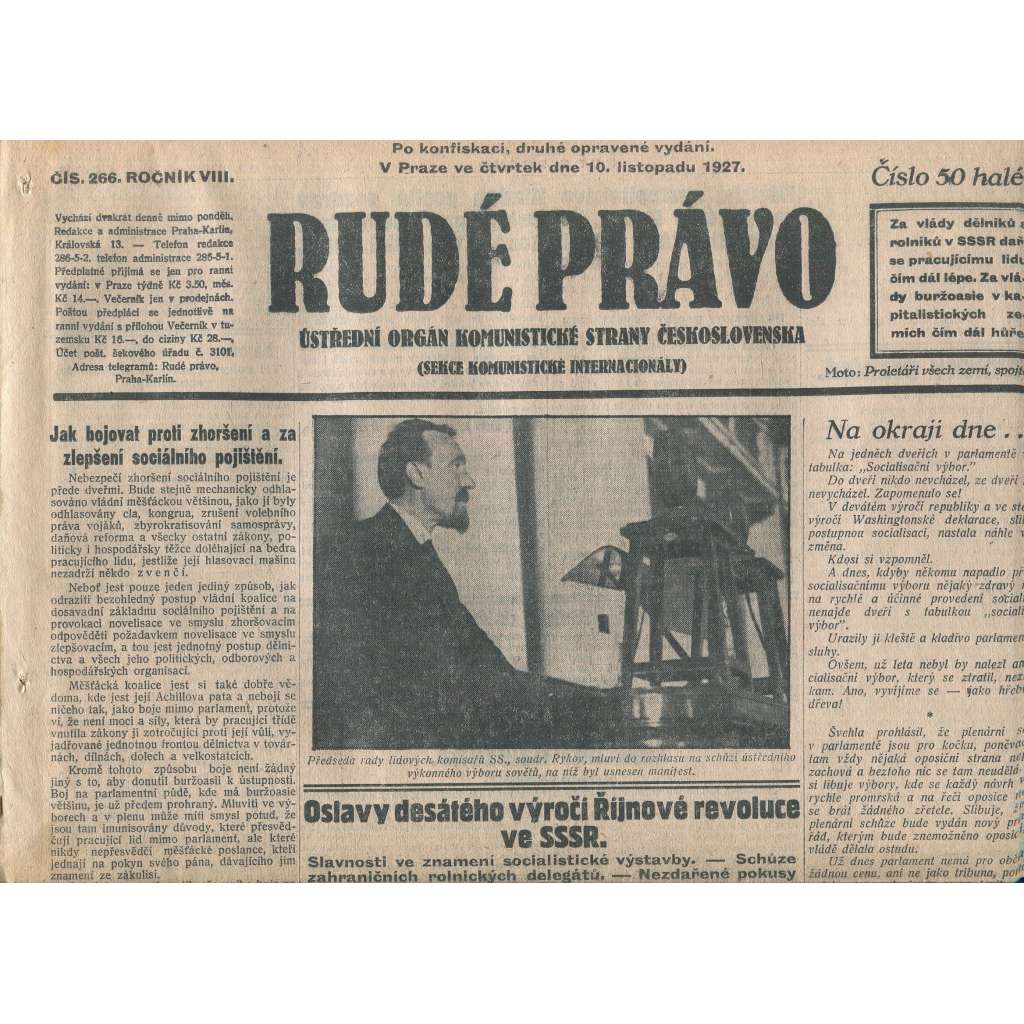 Po konfiskaci, druhé opravené vydání.
V Praze ve čtvrtek dne 10. listopadu 1927.
ČÍS. 266. ROČNÍK VIII.
Číslo 50 halé
Vychází dvakrát denně mimo pondělí.
Redakce a administrace Praha-Karlín,
Královská 13. — Telefon redakce
286-5-2, telefon administrace 286-5-1.
Předplatné přijímá se jen pro ranní
vydání: v Praze týdně Kč 3.50, měs.
Kč 14.—, Večerník jen v prodejnách.
Poštou předplácí se jednotlivě na
ranní vydání s přílohou Večerník v tu-
zemsku Kč 16.—, do ciziny Kč 28.—,
Účet pošt. šekového úřadu č. 3101,
Adresa telegramů: Rudé právo,
Praha-Karlín.
RUDÉ PRÁVO
ÚSTŘEDNÍ ORGÁN KOMUNISTICKÉ STRANY ČESKOSLOVENSKA
(SEKCE KOMUNISTICKÉ INTERNACIONÁLY)
Za vlády dělníků
rolníků v SSSR dař
se pracujícímu lidu
čím dál lépe. Za vlá-
dy buržoasie v ka-
pitalistických ze
mích čím dál hůře
Moto: Proletáři všech zemí, spojte
Jak bojovat proti zhoršení a za
zlepšení sociálního pojištění.
Nebezpečí zhoršení sociálního pojištění je
přede dveřmi. Bude stejně mechanicky odhla-
sováno vládní měšťáckou většinou, jako jí byly
odhlasovány cla, kongrua, zrušení volebního
práva vojáků, zbyrokratisování samosprávy,
daňová reforma a všecky ostatní zákony, po-
liticky i hospodářsky těžce doléhající na bedra
pracujícího lidu, jestliže její hlasovací mašinu
nezadrží někdo zvenčí.
Neboť jest pouze jeden jediný způsob, jak
odraziti bezohledný postup vládní koalice na
dosavadní základnu sociálního pojištění a na
provokaci novelisace ve smyslu zhoršovacím
odpověděti požadavkem novelisace ve smyslu
zlepšovacím, a tou jest jednotný postup dělni-
ctva a všech jeho politických, odborových a
hospodářských organisací.
Měšťácká koalice jest si také dobře vě-
doma, kde jest její Achillova pata a nebojí se
ničeho tak, jako boje mimo parlament, protože
ví, že není moci a síly, která by pracující třídě
vnutila zákony ji zotročující proti její vůli, vy-
jadřované jednotnou frontou dělnictva v továr-
nách, dílnách, dolech a velkostatcích.
Kromě tohoto způsobu boje není žádný
jiný s to, aby donutil buržoasii k ústupnosti.
Boj na parlamentní půdě, kde má buržoasie
většinu, je už předem prohraný. Mluviti ve vý-
borech a v plenu může míti smysl potud, že
jsou tam imunisovány důvody, které přesvěd-
čují pracující lid mimo parlament, ale které
nikdy nepřesvědčí měšťácké poslance, kteří
jednají na pokyn svého pána, dávajícího jim
znamení ze zákulisí.
Předseda rady lidových komisařů SS., soudr. Rykov, mluví do rozhlasu na schůzi ústředního
výkonného výboru sovětů, na níž byl usnesen manifest.
Oslavy desátého výročí Říjnové revoluce
ve SSSR.
Slavnosti ve znamení socialistické výstavby. — Schůze
zahraničních rolnických delegátů. — Nezdařené pokusy
Na okraji dne ..
Na jedněch dveřích v parlamentě
tabulka: „Socialisační výbor."
Do dveří nikdo nevchází, ze dveří
nevycházel. Zapomenulo se!
V devátém výročí republiky a ve
výročí Washingtonské deklarace,
postupnou socialisaci, nastala náhle
změna.
Kdosi si vzpomněl.
A dnes, kdyby někomu napadlo
socialisačnímu výboru nějaký zdravý
na rychlé a účinné provedení
nenajde dveří s tabulkou
výbor".
Urazily ji kleště a kladivo
sluhy.
Ovšem, už leta nebyl by nalezl ani
cialisační výbor, který se ztratil,
kam. Ano, vyvíjíme se — jako
dřeva!
*
Švehla prohlásil, že plenární
v parlamentě jsou pro kočku,
tam vždy nějaká oposiční strana
zachová a beztoho nic se tam neudělá
si libuje výbory, kde se každý návrh
rychle promrská a na řeči oposice
se brát žádného zřetele. Slibuje,
plenární schůze bude vydán nový
řád, kterým bude znemožněno
vládě dělala ostudu.
Už dnes parlament nemá pro
žádnou cenu, ani ne jako tribuna,